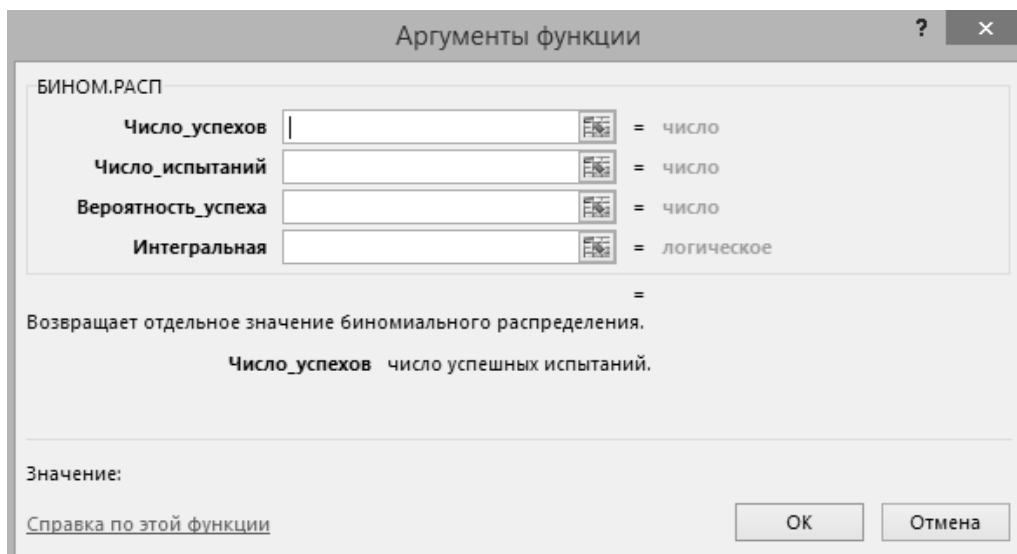 Аргументы функции ? ×
БИНОМ.РАСП
Число_успехов = число
Число_испытаний = число
Вероятность_успеха = число
Интегральная = логическое
=
Возвращает отдельное значение биномиального распределения.
Число_успехов число успешных испытаний.
Значение:
Справка по этой функции ОК Отмена